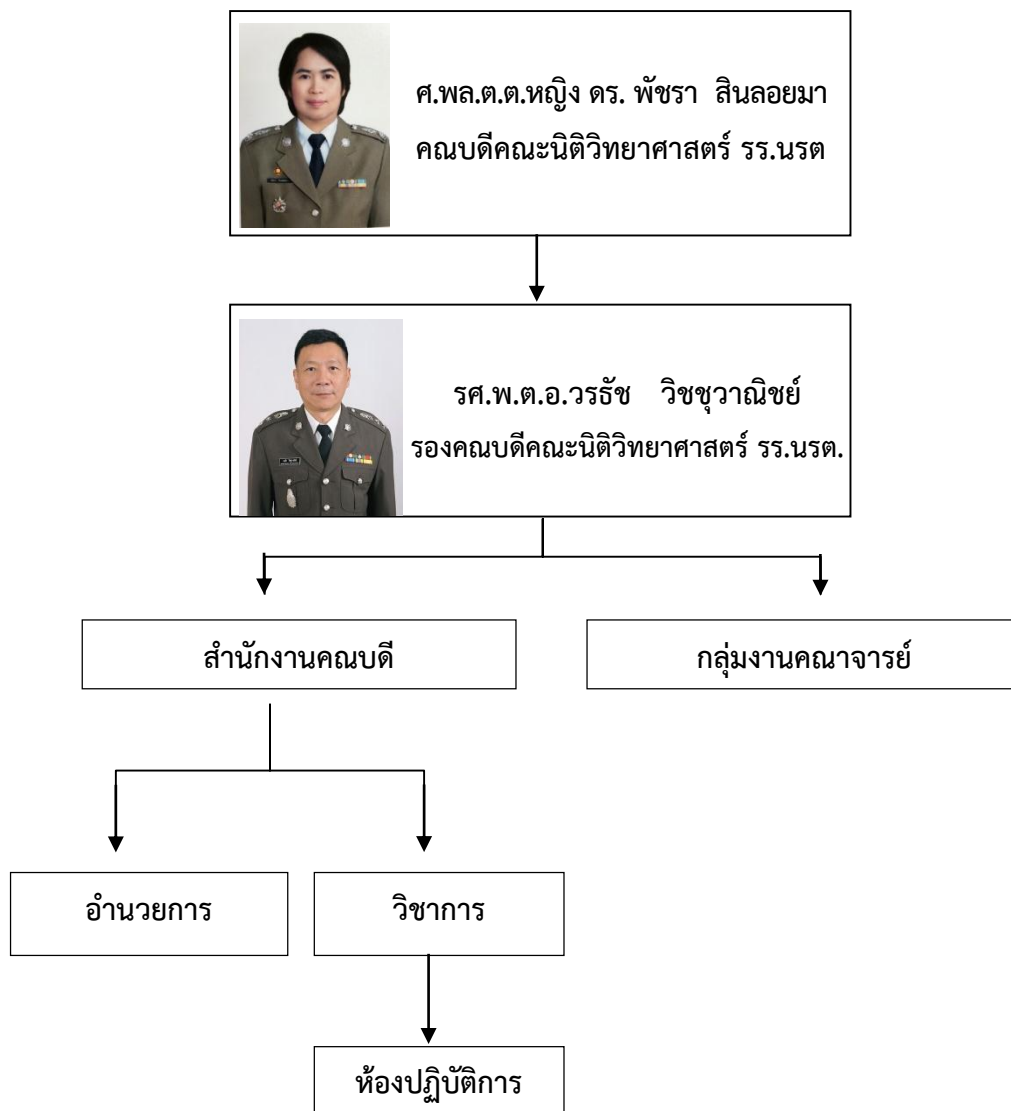 ศ.พล.ต.ต.หญิง ดร. พัชรา  สินลอยมา
คณบดีคณะนิติวิทยาศาสตร์ รร.นรต
รศ.พ.ต.อ.วรธัช   วิชชุวาณิชย์
รองคณบดีคณะนิติวิทยาศาสตร์ รร.นรต.
สำนักงานคณบดี
กลุ่มงานคณาจารย์
อำนวยการ
วิชาการ
ห้องปฏิบัติการ